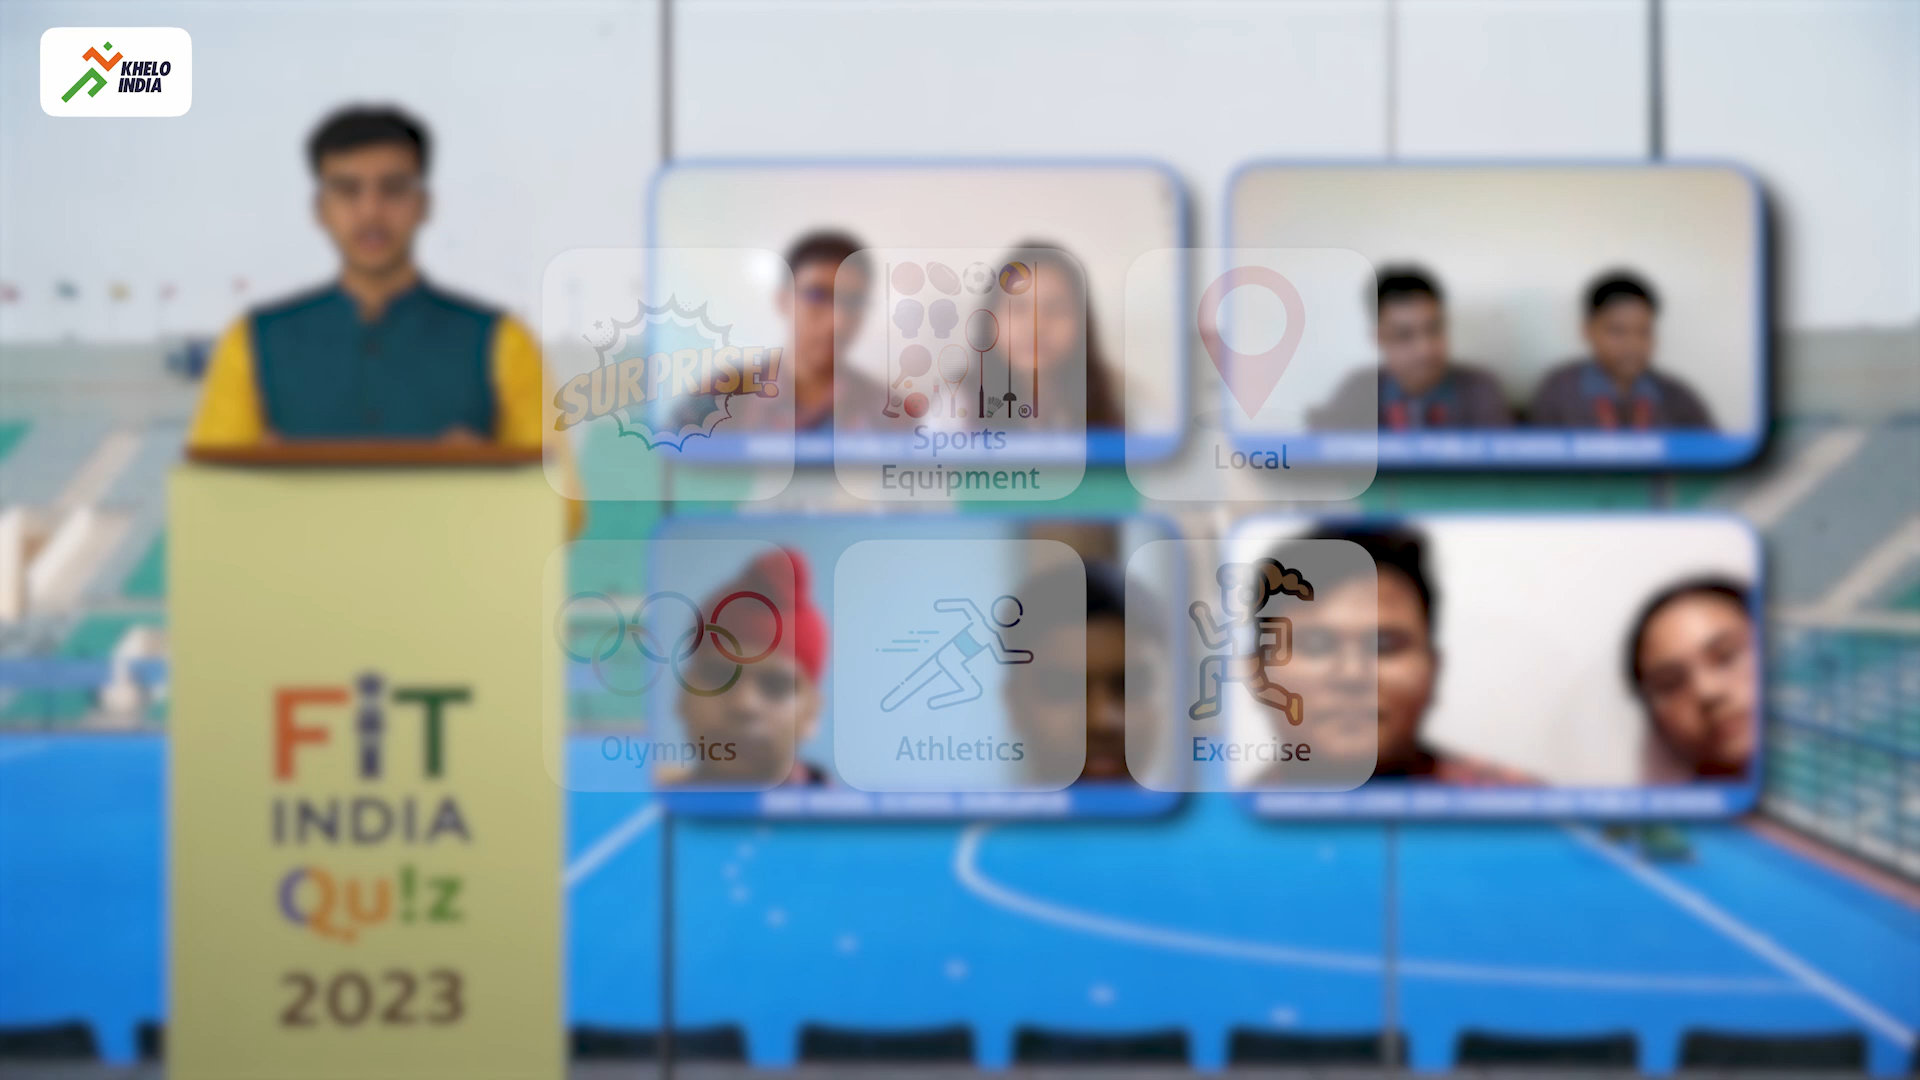 KHELO
INDIA
SURPRISE!
Sports
Equipment
Local
Olympics
Athletics
Exercise
FiT
INDIA
Qu!z
2023